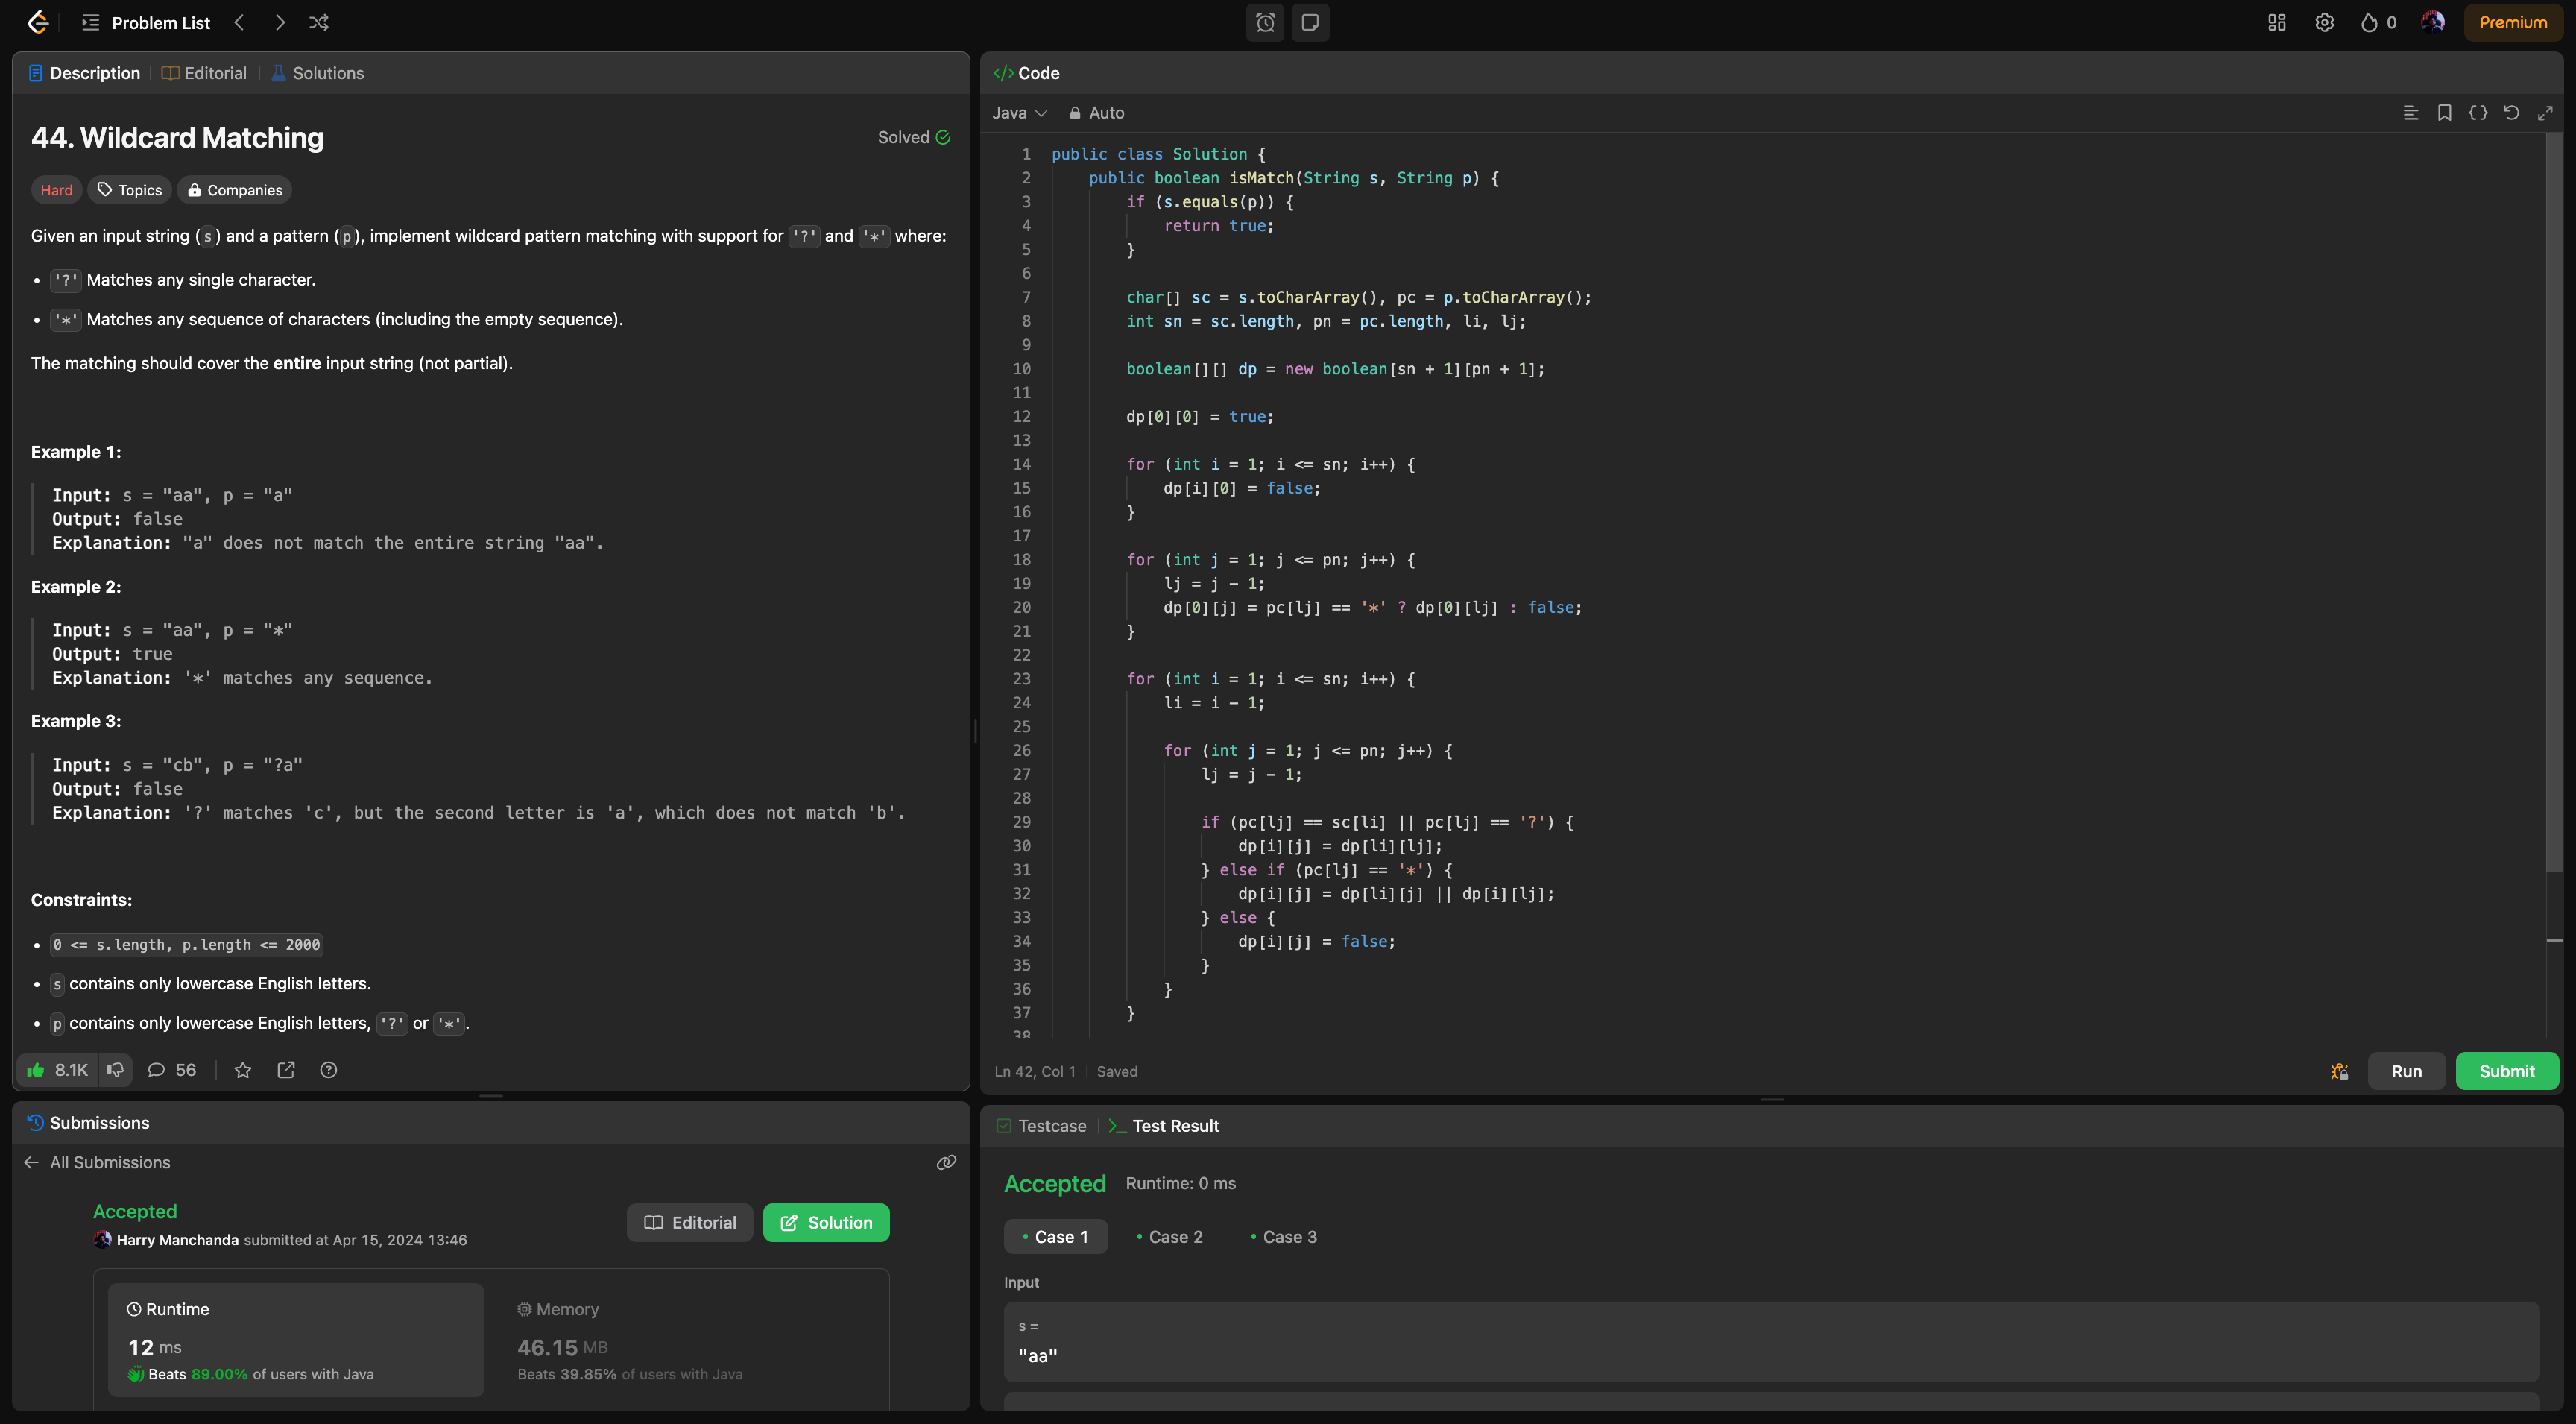 Problem List
0
Premium
Description
Editorial
Solutions
44. Wildcard Matching
Solved
Hard
Topics
Companies
Given an input string (s) and a pattern (p), implement wildcard pattern matching with support for '?' and '*' where:
• '?' Matches any single character.
• '*' Matches any sequence of characters (including the empty sequence).
The matching should cover the entire input string (not partial).
Example 1:
Input: s = "aa", p = "a"
Output: false
Explanation: "a" does not match the entire string "aa".
Example 2:
Input: s = "aa", p = "*"
Output: true
Explanation: '*' matches any sequence.
Example 3:
Input: s = "cb", p = "?a"
Output: false
Explanation: '?' matches 'c', but the second letter is 'a', which does not match 'b'.
Constraints:
• 0 <= s.length, p.length <= 2000
• s contains only lowercase English letters.
• p contains only lowercase English letters, '?' or '*'.
8.1K
56
Submissions
All Submissions
Accepted
Harry Manchanda submitted at Apr 15, 2024 13:46
Editorial
Solution
Runtime
12 ms
Beats 89.00% of users with Java
Memory
46.15 MB
Beats 39.85% of users with Java
</> Code
Java
Auto
1 public class Solution {
2     public boolean isMatch(String s, String p) {
3         if (s.equals(p)) {
4             return true;
5         }
6
7         char[] sc = s.toCharArray(), pc = p.toCharArray();
8         int sn = sc.length, pn = pc.length, li, lj;
9
10         boolean[][] dp = new boolean[sn + 1][pn + 1];
11
12         dp[0][0] = true;
13
14         for (int i = 1; i <= sn; i++) {
15             dp[i][0] = false;
16         }
17
18         for (int j = 1; j <= pn; j++) {
19             lj = j - 1;
20             dp[0][j] = pc[lj] == '*' ? dp[0][lj] : false;
21         }
22
23         for (int i = 1; i <= sn; i++) {
24             li = i - 1;
25
26             for (int j = 1; j <= pn; j++) {
27                 lj = j - 1;
28
29                 if (pc[lj] == sc[li] || pc[lj] == '?') {
30                     dp[i][j] = dp[li][lj];
31                 } else if (pc[lj] == '*') {
32                     dp[i][j] = dp[li][j] || dp[i][lj];
33                 } else {
34                     dp[i][j] = false;
35                 }
36             }
37         }
38
Ln 42, Col 1
Saved
Run
Submit
Testcase
Test Result
Accepted
Runtime: 0 ms
• Case 1
• Case 2
• Case 3
Input
s =
"aa"